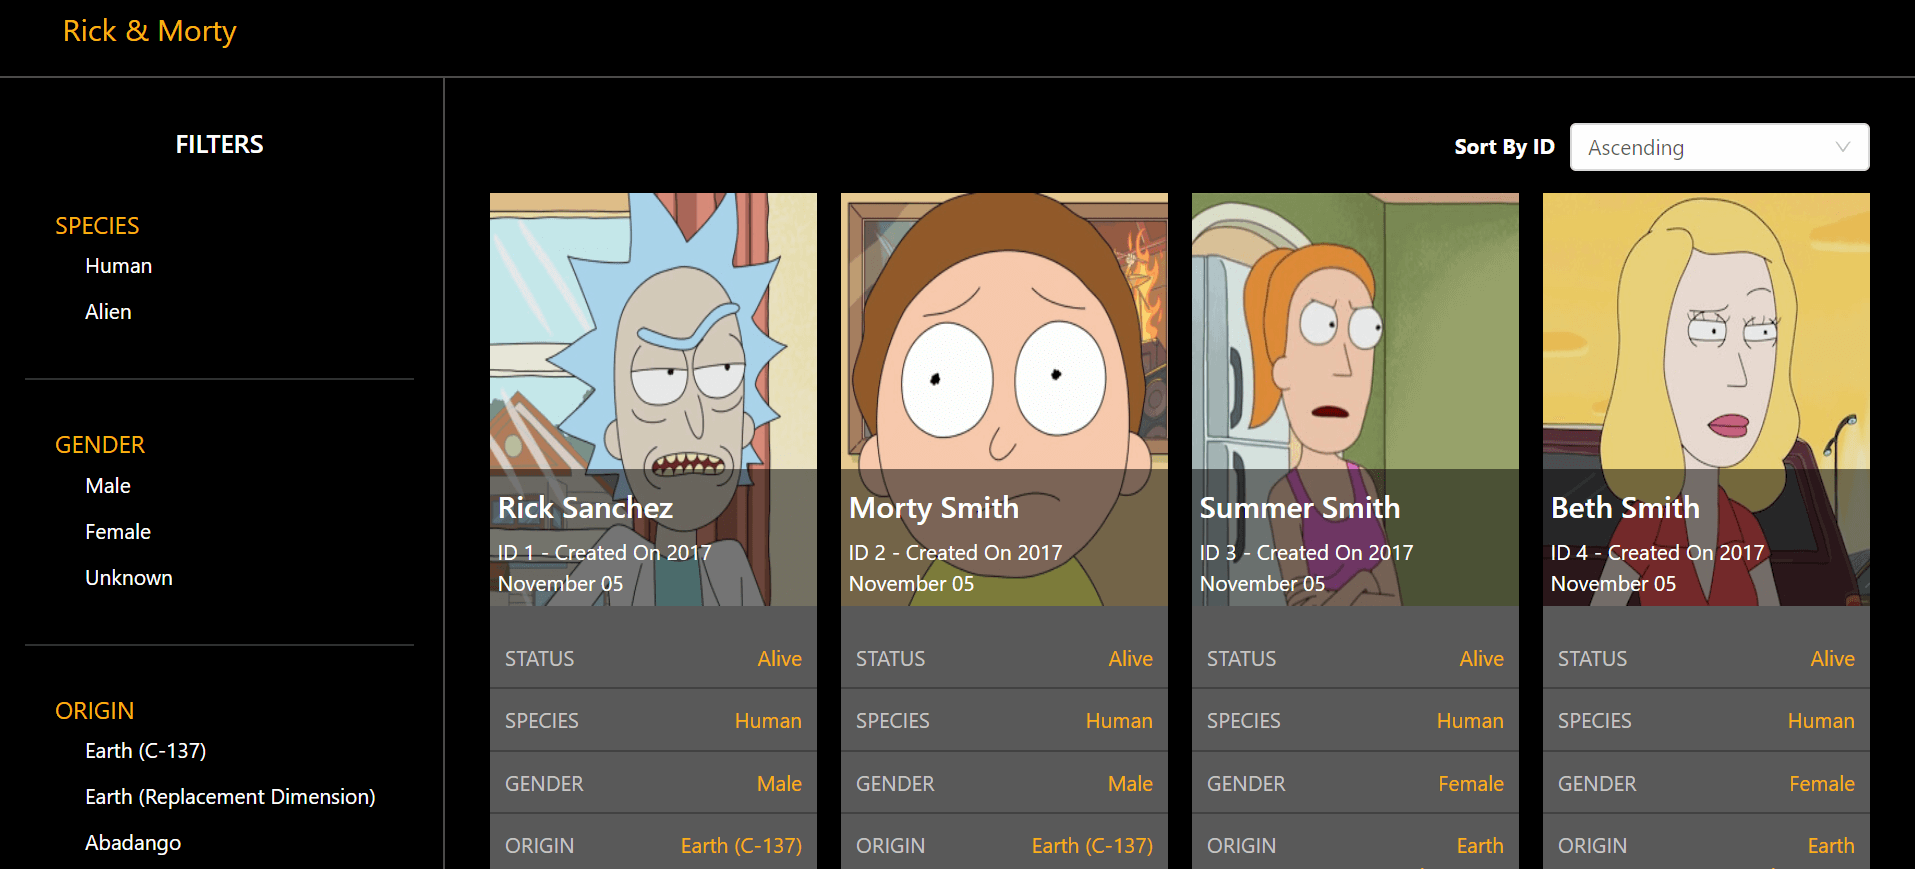 Rick & Morty
FILTERS
SPECIES
Human
Alien
GENDER
Male
Female
Unknown
ORIGIN
Earth (C-137)
Earth (Replacement Dimension)
Abadango
Sort By ID
Ascending
Rick Sanchez
ID 1 - Created On 2017
November 05
STATUS Alive
SPECIES Human
GENDER Male
ORIGIN Earth (C-137)
Morty Smith
ID 2 - Created On 2017
November 05
STATUS Alive
SPECIES Human
GENDER Male
ORIGIN Earth (C-137)
Summer Smith
ID 3 - Created On 2017
November 05
STATUS Alive
SPECIES Human
GENDER Female
ORIGIN Earth
Beth Smith
ID 4 - Created On 2017
November 05
STATUS Alive
SPECIES Human
GENDER Female
ORIGIN Earth